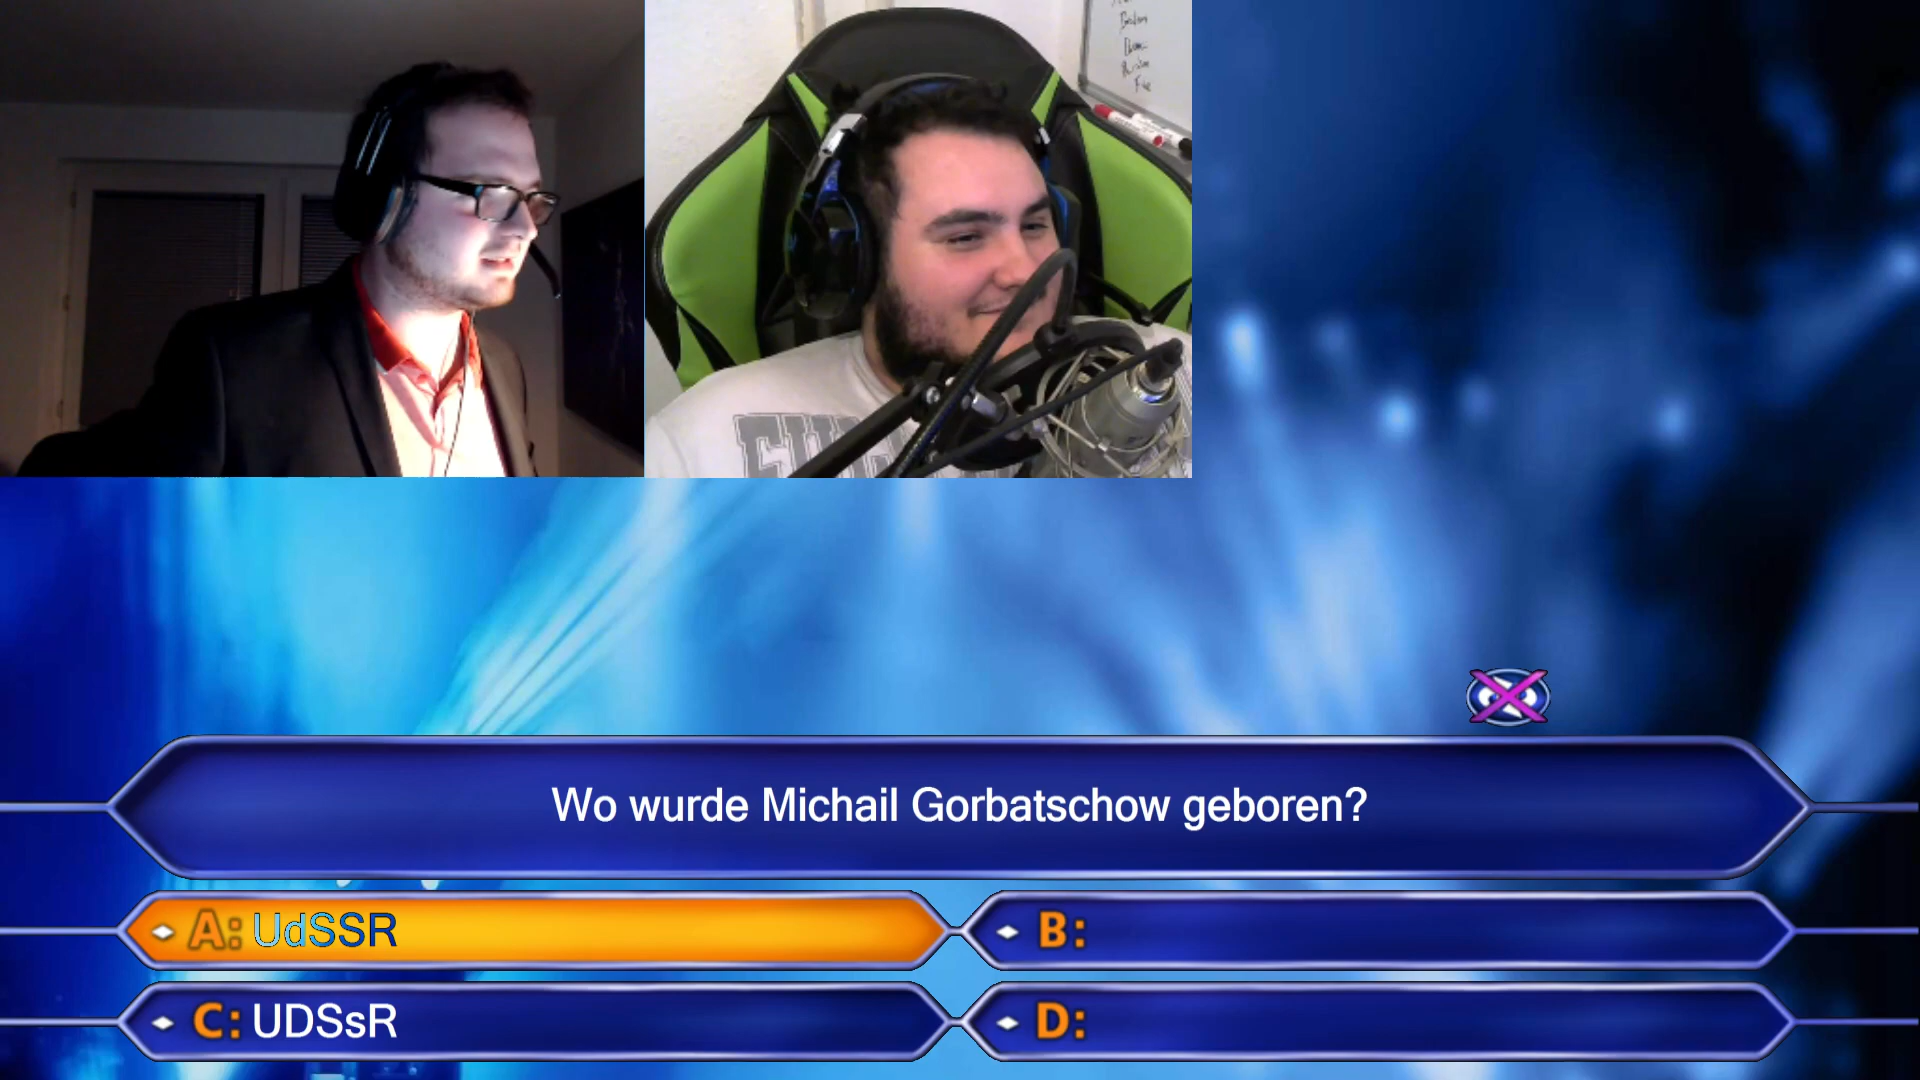 Wo wurde Michail Gorbatschow geboren?
A: UdSSR
B:
C: UDSsR
D: